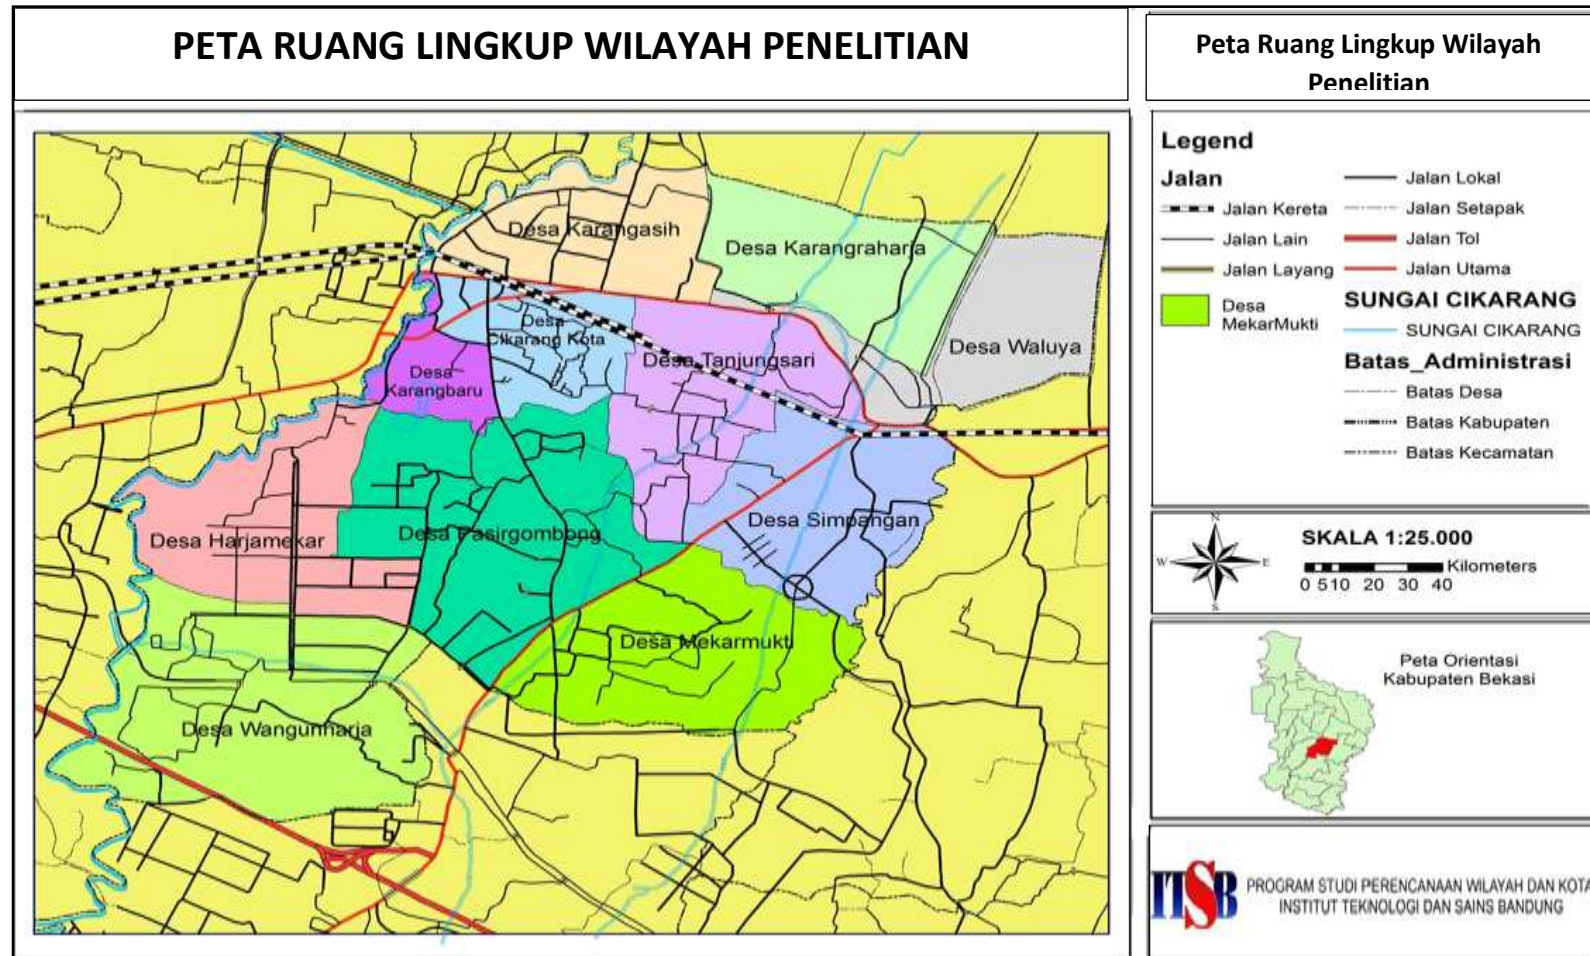 PETA RUANG LINGKUP WILAYAH PENELITIAN
Peta Ruang Lingkup Wilayah
Penelitian
Desa Karangasih
Desa Karangraharja
Desa
Cikarang Kota
Desa Tanjungsari
Desa Waluya
Desa
Karangbaru
Desa Harjamekar
Desa Pasirgombong
Desa Simpangan
Desa Mekarmukti
Desa Wangunharja
Legend
Jalan
Jalan Kereta
Jalan Lain
Jalan Layang
Desa
MekarMukti
Jalan Lokal
Jalan Setapak
Jalan Tol
Jalan Utama
SUNGAI CIKARANG
SUNGAI CIKARANG
Batas_Administrasi
Batas Desa
Batas Kabupaten
Batas Kecamatan
N
W
E
S
SKALA 1:25.000
Kilometers
0 510 20 30 40
Peta Orientasi
Kabupaten Bekasi
ITSB
PROGRAM STUDI PERENCANAAN WILAYAH DAN KOTA
INSTITUT TEKNOLOGI DAN SAINS BANDUNG